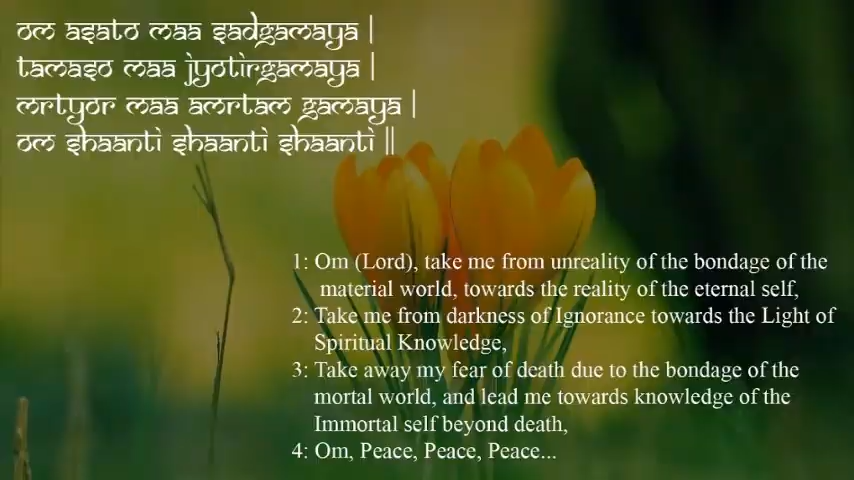 om asato maa sadgamaya |
tamaso maa jyotirgamaya |
mrtyor maa amrtam gamaya |
om shaanti shaanti shaanti ||
1: Om (Lord), take me from unreality of the bondage of the
material world, towards the reality of the eternal self,
2: Take me from darkness of Ignorance towards the Light of
Spiritual Knowledge,
3: Take away my fear of death due to the bondage of the
mortal world, and lead me towards knowledge of the
Immortal self beyond death,
4: Om, Peace, Peace, Peace...